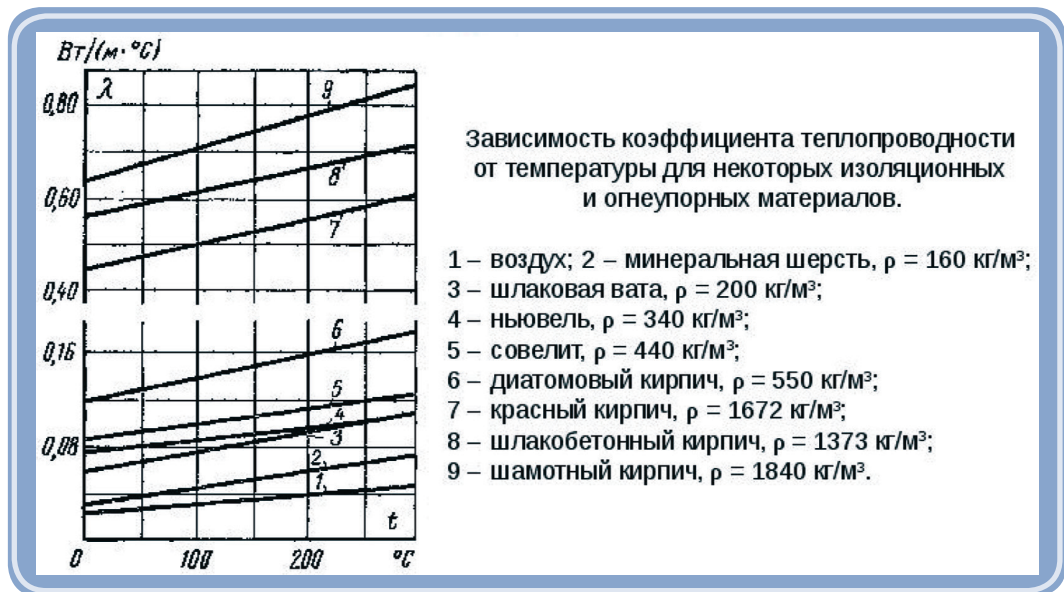 Вт/(м·°С)
λ
0,80
0,60
0,40
0,16
0,08
9
8
7
6
5
4
3
2
1
t
0 100 200 °С
Зависимость коэффициента теплопроводности
от температуры для некоторых изоляционных
и огнеупорных материалов.
1 – воздух; 2 – минеральная шерсть, ρ = 160 кг/м³;
3 – шлаковая вата, ρ = 200 кг/м³;
4 – ньювель, ρ = 340 кг/м³;
5 – совелит, ρ = 440 кг/м³;
6 – диатомовый кирпич, ρ = 550 кг/м³;
7 – красный кирпич, ρ = 1672 кг/м³;
8 – шлакобетонный кирпич, ρ = 1373 кг/м³;
9 – шамотный кирпич, ρ = 1840 кг/м³.